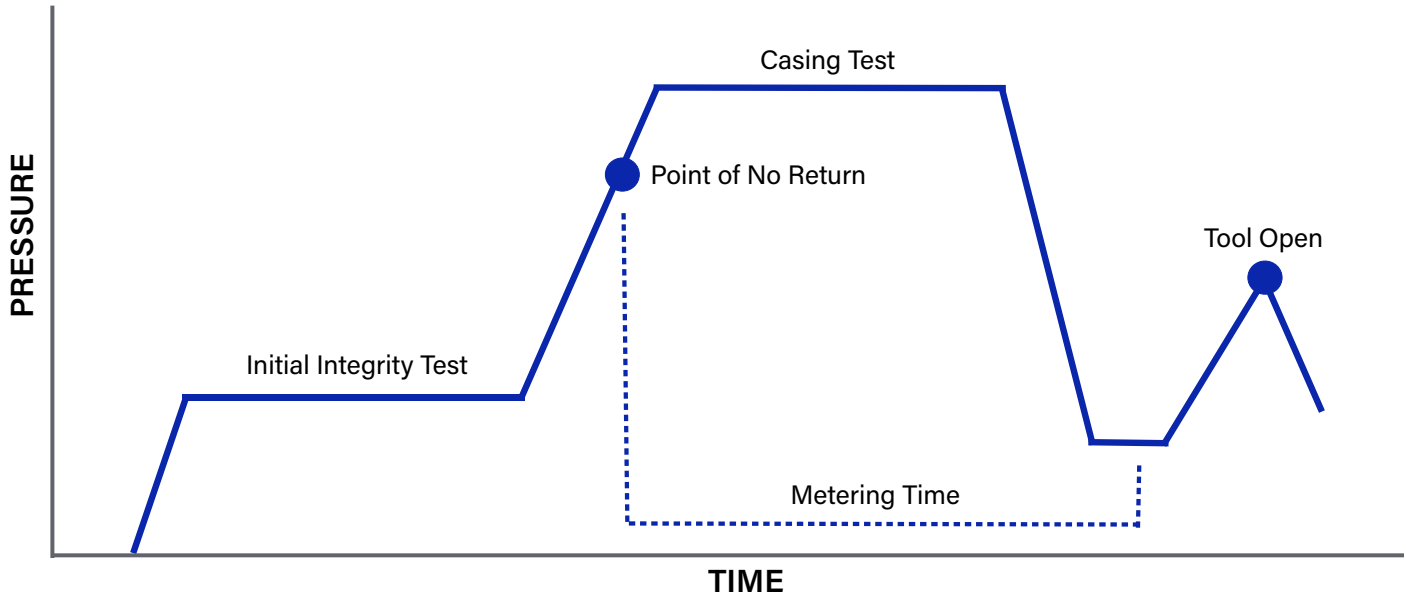 Casing Test
Point of No Return
Tool Open
PRESSURE
Initial Integrity Test
Metering Time
TIME